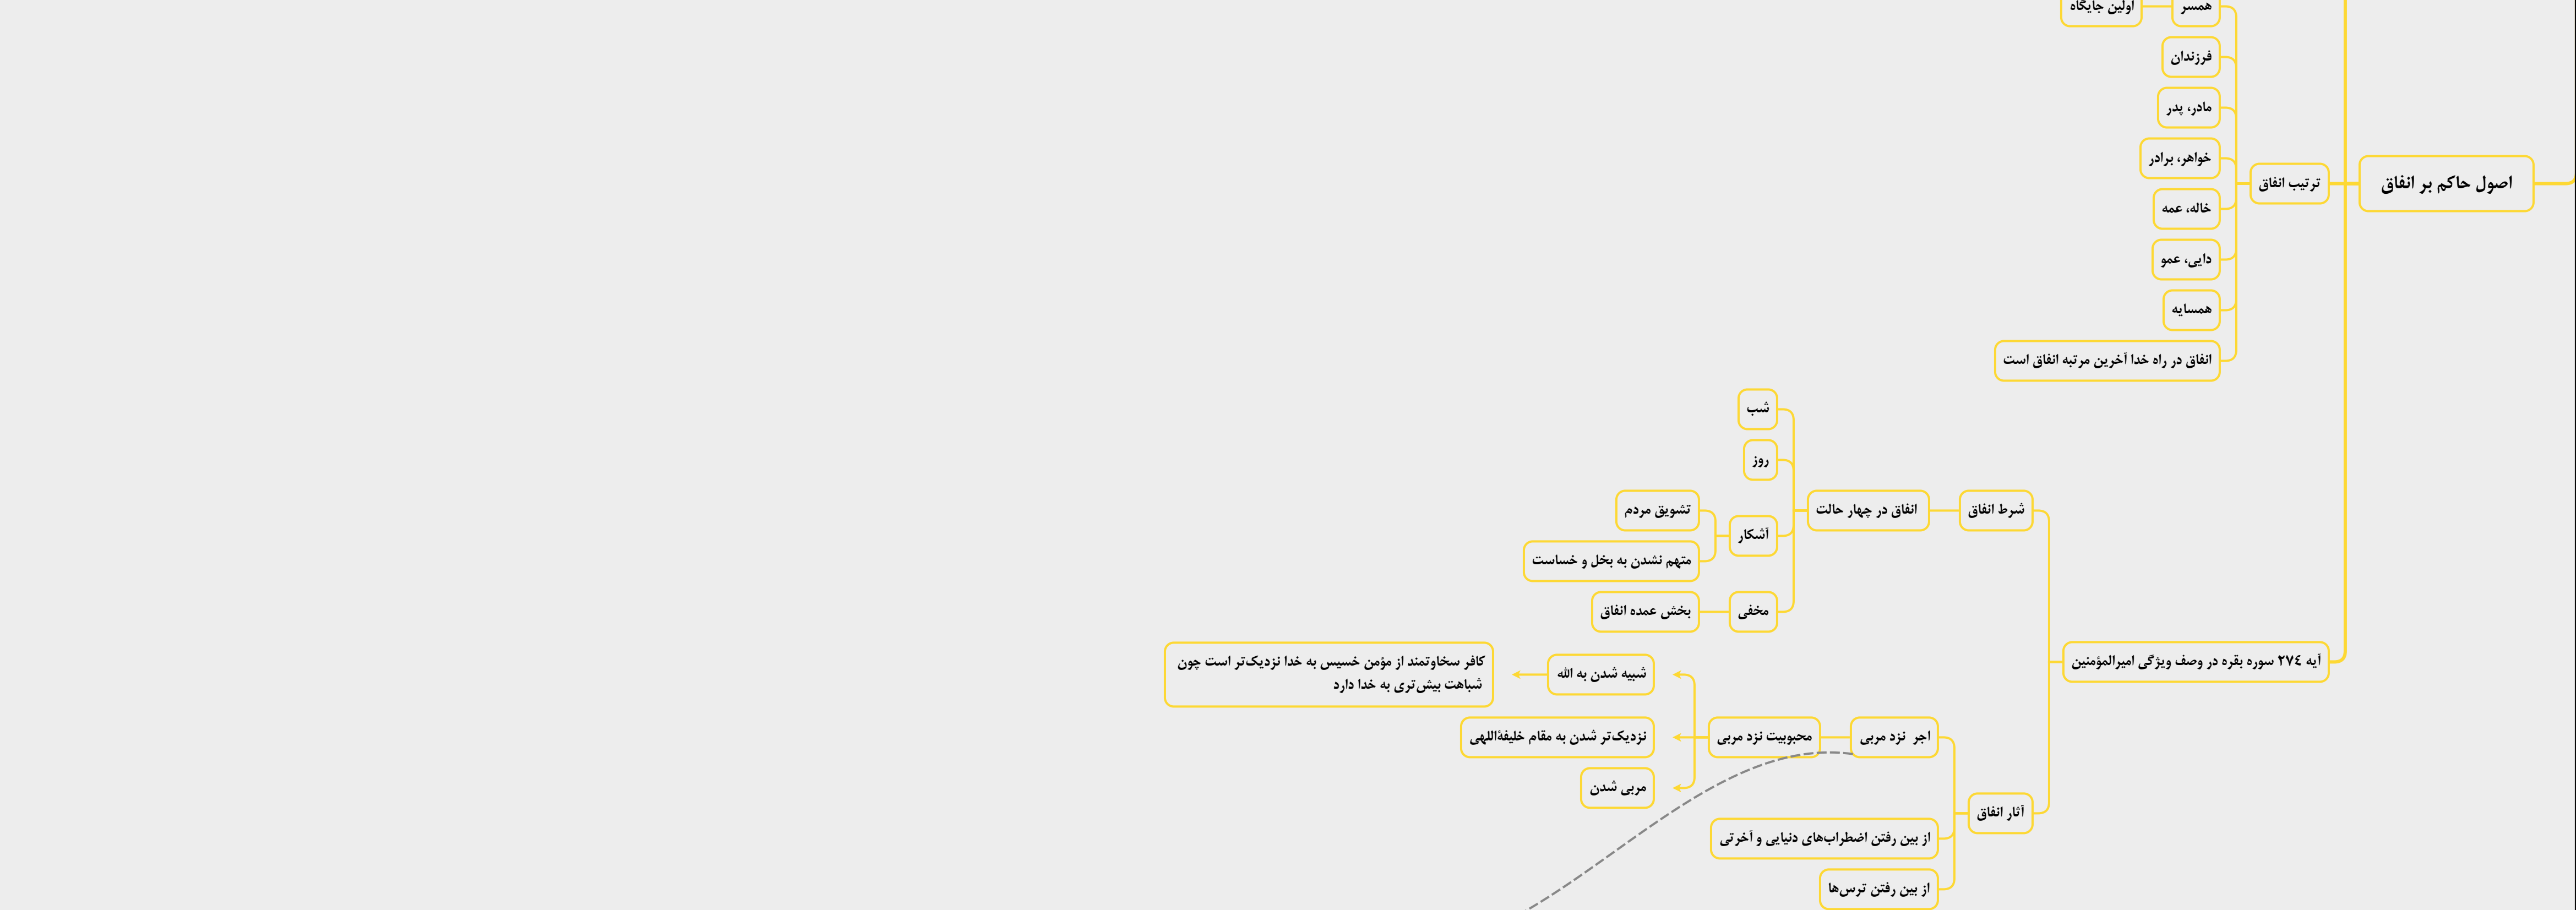 اصول حاکم بر انفاق
ترتیب انفاق
همسر
اولین جایگاه
فرزندان
مادر، پدر
خواهر، برادر
خاله، عمه
دایی، عمو
همسایه
انفاق در راه خدا آخرین مرتبه انفاق است
آیه ٢٧٤ سوره بقره در وصف ویژگی امیرالمؤمنین
شرط انفاق
انفاق در چهار حالت
شب
روز
آشکار
تشویق مردم
متهم نشدن به بخل و خساست
مخفی
بخش عمده انفاق
آثار انفاق
اجر نزد مربی
محبوبیت نزد مربی
شبیه شدن به الله
کافر سخاوتمند از مؤمن خسیس به خدا نزدیک‌تر است چون
شباهت بیش‌تری به خدا دارد
نزدیک‌تر شدن به مقام خلیفةاللهی
مربی شدن
از بین رفتن اضطراب‌های دنیایی و آخرتی
از بین رفتن ترس‌ها